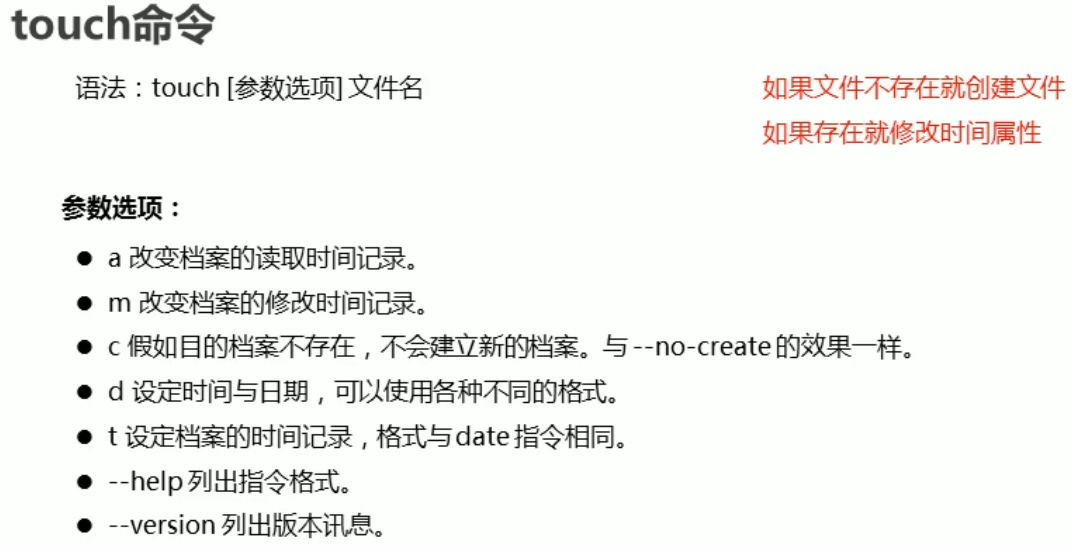 touch命令
语法：touch [参数选项] 文件名
如果文件不存在就创建文件
如果存在就修改时间属性
参数选项：
● a 改变档案的读取时间记录。
● m 改变档案的修改时间记录。
● c 假如目的档案不存在，不会建立新的档案。与 --no-create 的效果一样。
● d 设定时间与日期，可以使用各种不同的格式。
● t 设定档案的时间记录，格式与 date 指令相同。
● --help 列出指令格式。
● --version 列出版本讯息。